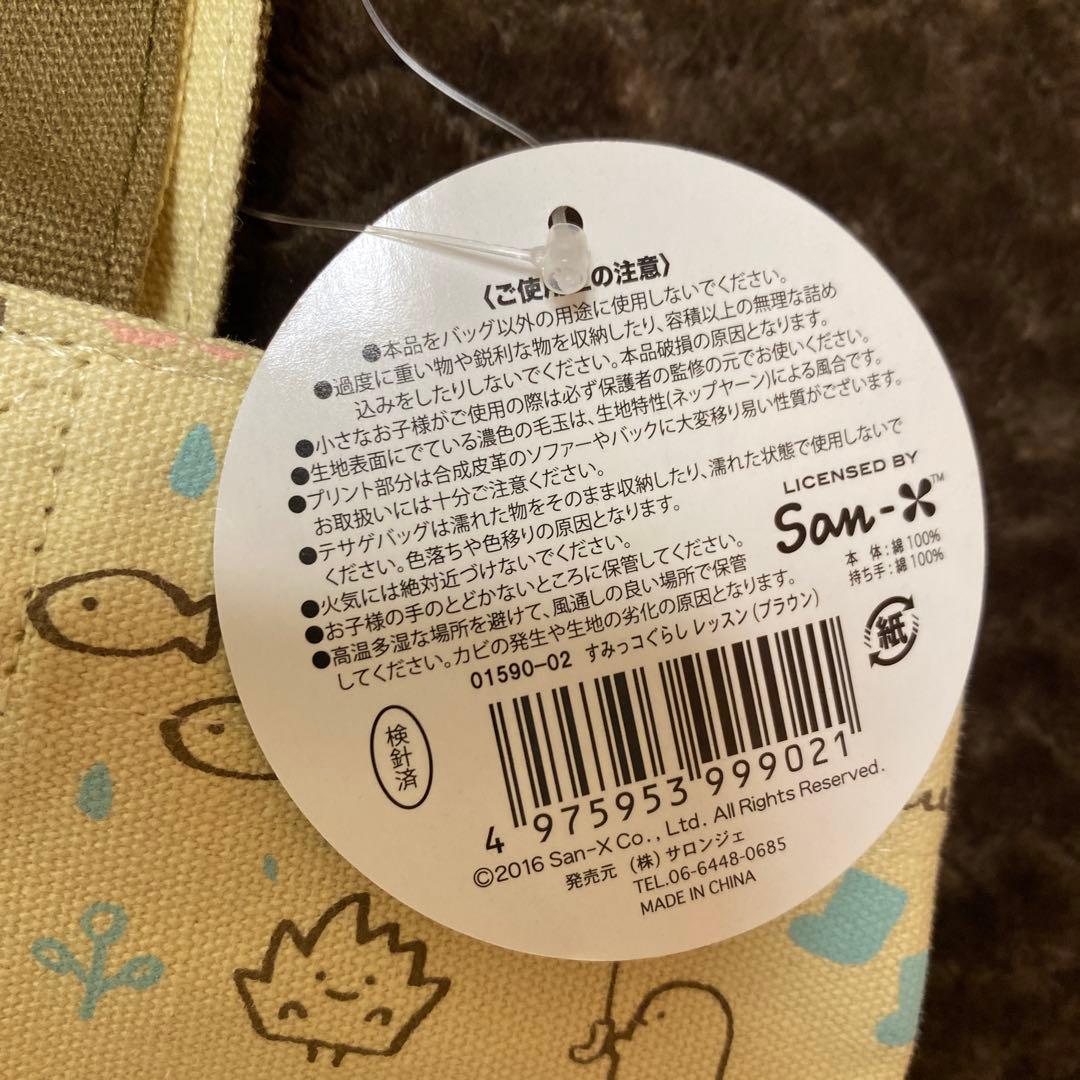 〈ご使 の注意〉
●本品をバッグ以外の用途に使用しないでください。
●過度に重い物や鋭利な物を収納したり、容積以上の無理な詰め
込みをしたりしないでください。本品破損の原因となります。
●小さなお子様がご使用の際は必ず保護者の監修の元でお使いください。
●生地表面にでている濃色の毛玉は、生地特性(ネップヤーン)による風合です。
●プリント部分は合成皮革のソファーやバックに大変移り易い性質がございます。
お取扱いには十分ご注意ください。
●テサゲバッグは濡れた物をそのまま収納したり、濡れた状態で使用しないで
ください。色落ちや色移りの原因となります。
●火気には絶対近づけないでください。
●お子様の手のとどかないところに保管してください。
●高温多湿な場所を避けて、風通しの良い場所で保管
してください。カビの発生や生地の劣化の原因となります。
LICENSED BY
San-X™
本 体:綿100%
持ち手:綿100%
紙
01590-02 すみっコぐらし レッスン(ブラウン)
検針済
4 975953 999021
©2016 San-X Co., Ltd. All Rights Reserved.
発売元 (株)サロンジェ
TEL.06-6448-0685
MADE IN CHINA